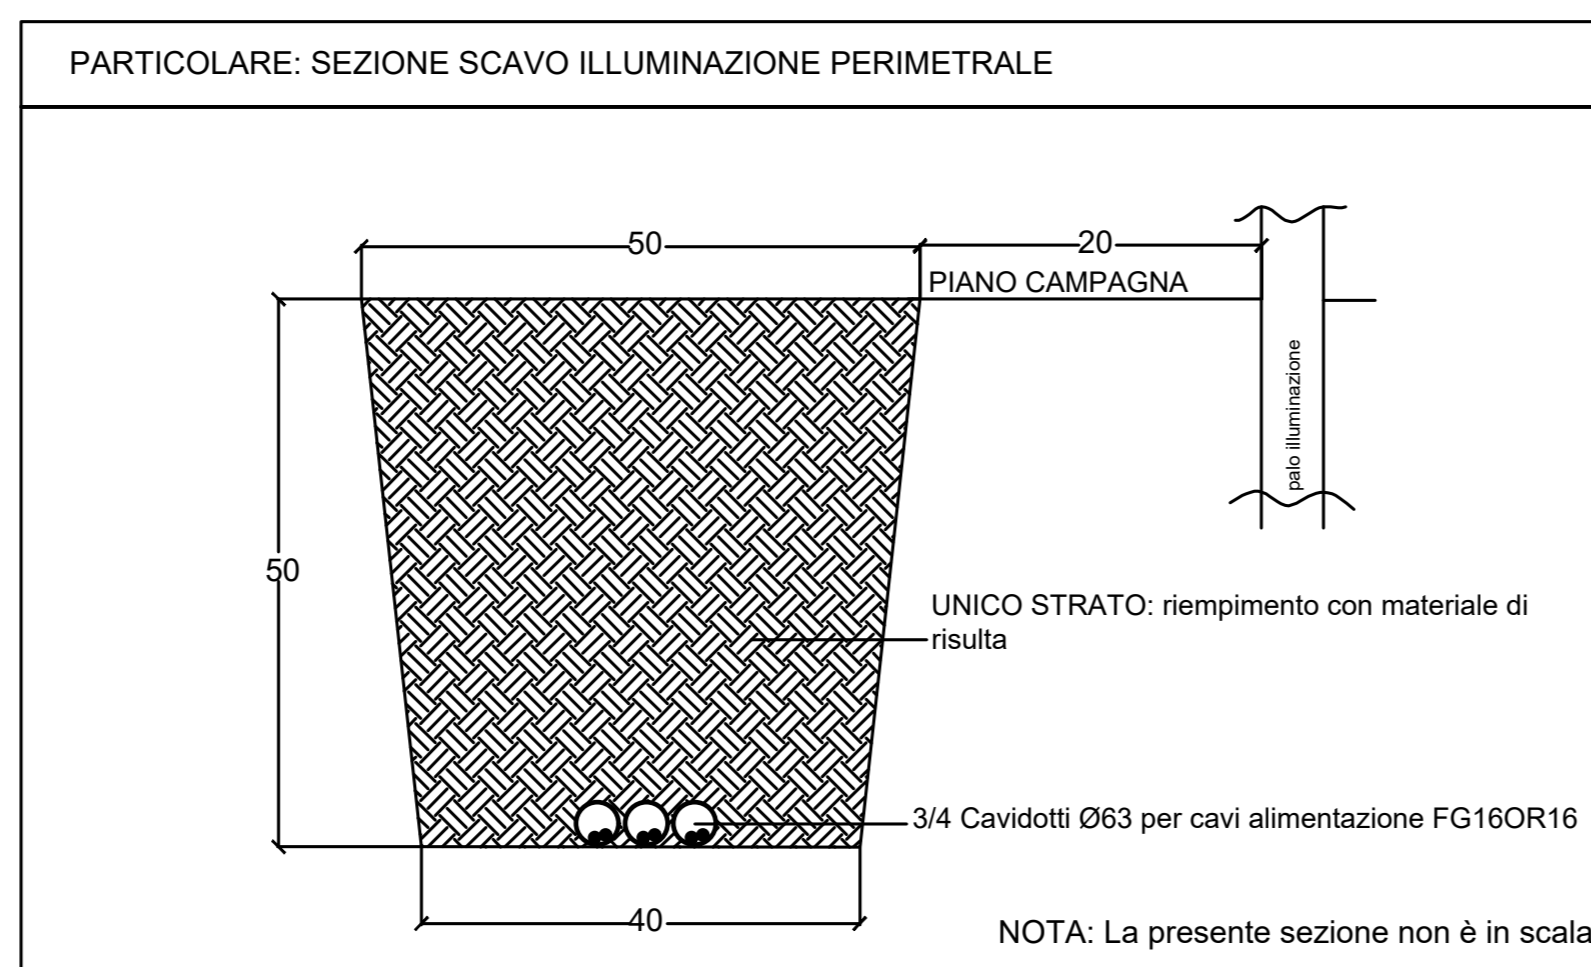 PARTICOLARE: SEZIONE SCAVO ILLUMINAZIONE PERIMETRALE
50
20
PIANO CAMPAGNA
palo illuminazione
50
UNICO STRATO: riempimento con materiale di
risulta
3/4 Cavidotti Ø63 per cavi alimentazione FG16OR16
40
NOTA: La presente sezione non è in scala